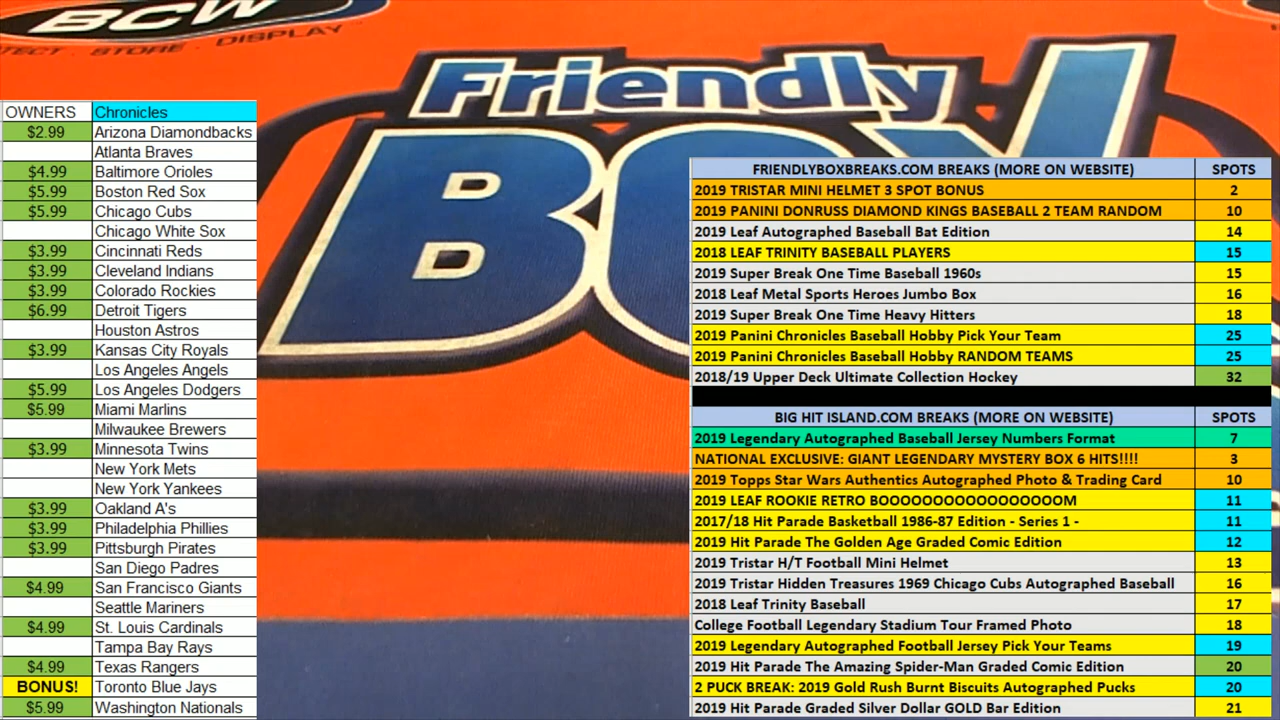 BCW
TECT · STORE · DISPLAY
Friendly
OWNERS Chronicles
$2.99 Arizona Diamondbacks
Atlanta Braves
$4.99 Baltimore Orioles
$5.99 Boston Red Sox
$5.99 Chicago Cubs
Chicago White Sox
$3.99 Cincinnati Reds
$3.99 Cleveland Indians
$3.99 Colorado Rockies
$6.99 Detroit Tigers
Houston Astros
$3.99 Kansas City Royals
Los Angeles Angels
$5.99 Los Angeles Dodgers
$5.99 Miami Marlins
Milwaukee Brewers
$3.99 Minnesota Twins
New York Mets
New York Yankees
$3.99 Oakland A's
$3.99 Philadelphia Phillies
$3.99 Pittsburgh Pirates
San Diego Padres
$4.99 San Francisco Giants
Seattle Mariners
$4.99 St. Louis Cardinals
Tampa Bay Rays
$4.99 Texas Rangers
BONUS! Toronto Blue Jays
$5.99 Washington Nationals
FRIENDLYBOXBREAKS.COM BREAKS (MORE ON WEBSITE) SPOTS
2019 TRISTAR MINI HELMET 3 SPOT BONUS 2
2019 PANINI DONRUSS DIAMOND KINGS BASEBALL 2 TEAM RANDOM 10
2019 Leaf Autographed Baseball Bat Edition 14
2018 LEAF TRINITY BASEBALL PLAYERS 15
2019 Super Break One Time Baseball 1960s 15
2018 Leaf Metal Sports Heroes Jumbo Box 16
2019 Super Break One Time Heavy Hitters 18
2019 Panini Chronicles Baseball Hobby Pick Your Team 25
2019 Panini Chronicles Baseball Hobby RANDOM TEAMS 25
2018/19 Upper Deck Ultimate Collection Hockey 32
BIG HIT ISLAND.COM BREAKS (MORE ON WEBSITE) SPOTS
2019 Legendary Autographed Baseball Jersey Numbers Format 7
NATIONAL EXCLUSIVE: GIANT LEGENDARY MYSTERY BOX 6 HITS!!!! 3
2019 Topps Star Wars Authentics Autographed Photo & Trading Card 10
2019 LEAF ROOKIE RETRO BOOOOOOOOOOOOOOOOM 11
2017/18 Hit Parade Basketball 1986-87 Edition - Series 1 - 11
2019 Hit Parade The Golden Age Graded Comic Edition 12
2019 Tristar H/T Football Mini Helmet 13
2019 Tristar Hidden Treasures 1969 Chicago Cubs Autographed Baseball 16
2018 Leaf Trinity Baseball 17
College Football Legendary Stadium Tour Framed Photo 18
2019 Legendary Autographed Football Jersey Pick Your Teams 19
2019 Hit Parade The Amazing Spider-Man Graded Comic Edition 20
2 PUCK BREAK: 2019 Gold Rush Burnt Biscuits Autographed Pucks 20
2019 Hit Parade Graded Silver Dollar GOLD Bar Edition 21